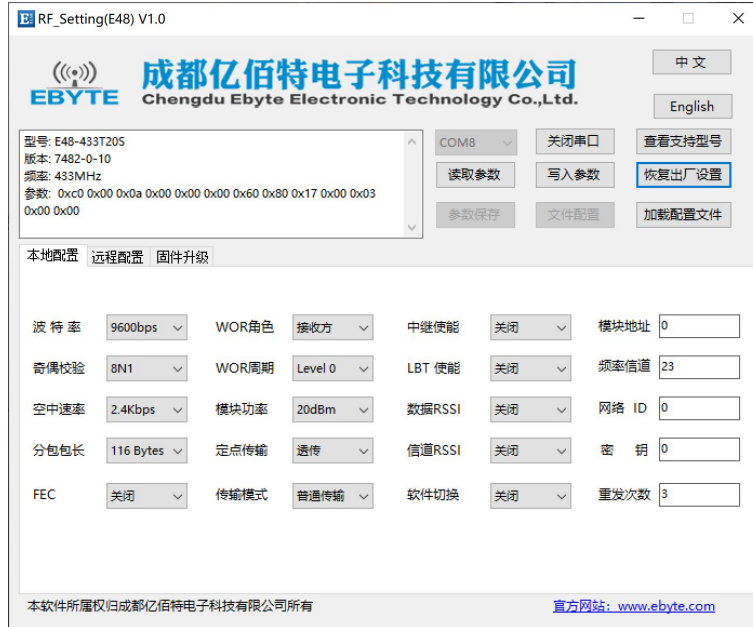 RF_Setting(E48) V1.0
EBYTE
成都亿佰特电子科技有限公司
Chengdu Ebyte Electronic Technology Co.,Ltd.
中 文
English
型号: E48-433T20S
版本: 7482-0-10
频率: 433MHz
参数: 0xc0 0x00 0x0a 0x00 0x00 0x00 0x60 0x80 0x17 0x00 0x03
0x00 0x00
COM8 关闭串口 查看支持型号
读取参数 写入参数 恢复出厂设置
参数保存 文件配置 加载配置文件
本地配置 远程配置 固件升级
波 特 率 9600bps WOR角色 接收方 中继使能 关闭 模块地址 0
奇偶校验 8N1 WOR周期 Level 0 LBT 使能 关闭 频率信道 23
空中速率 2.4Kbps 模块功率 20dBm 数据RSSI 关闭 网络 ID 0
分包包长 116 Bytes 定点传输 透传 信道RSSI 关闭 密 钥 0
FEC 关闭 传输模式 普通传输 软件切换 关闭 重发次数 3
本软件所属权归成都亿佰特电子科技有限公司所有 官方网站：www.ebyte.com